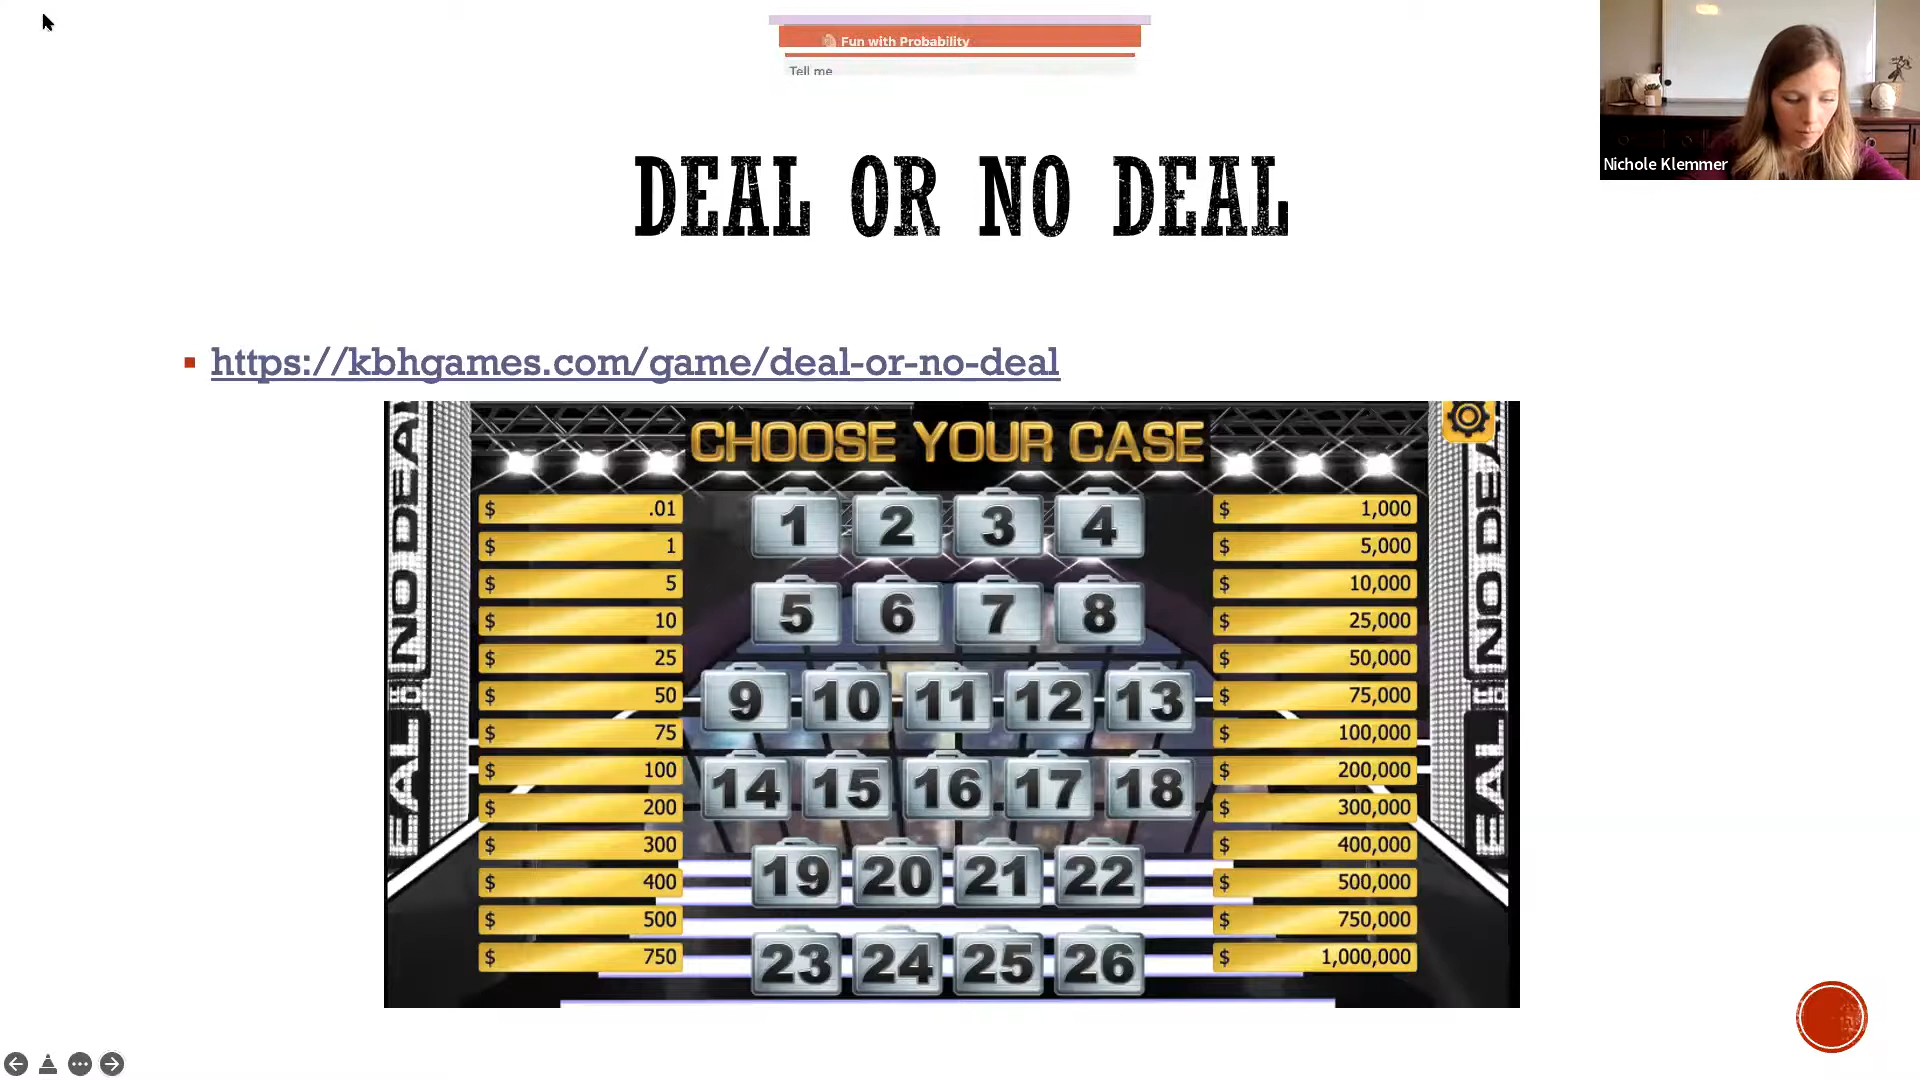 Fun with Probability
Tell me
Nichole Klemmer
DEAL OR NO DEAL
https://kbhgames.com/game/deal-or-no-deal
CHOOSE YOUR CASE
$ .01
$ 1
$ 5
$ 10
$ 25
$ 50
$ 75
$ 100
$ 200
$ 300
$ 400
$ 500
$ 750
1 2 3 4
5 6 7 8
9 10 11 12 13
14 15 16 17 18
19 20 21 22
23 24 25 26
$ 1,000
$ 5,000
$ 10,000
$ 25,000
$ 50,000
$ 75,000
$ 100,000
$ 200,000
$ 300,000
$ 400,000
$ 500,000
$ 750,000
$ 1,000,000
EAL NO DEAL
EAL NO DEA